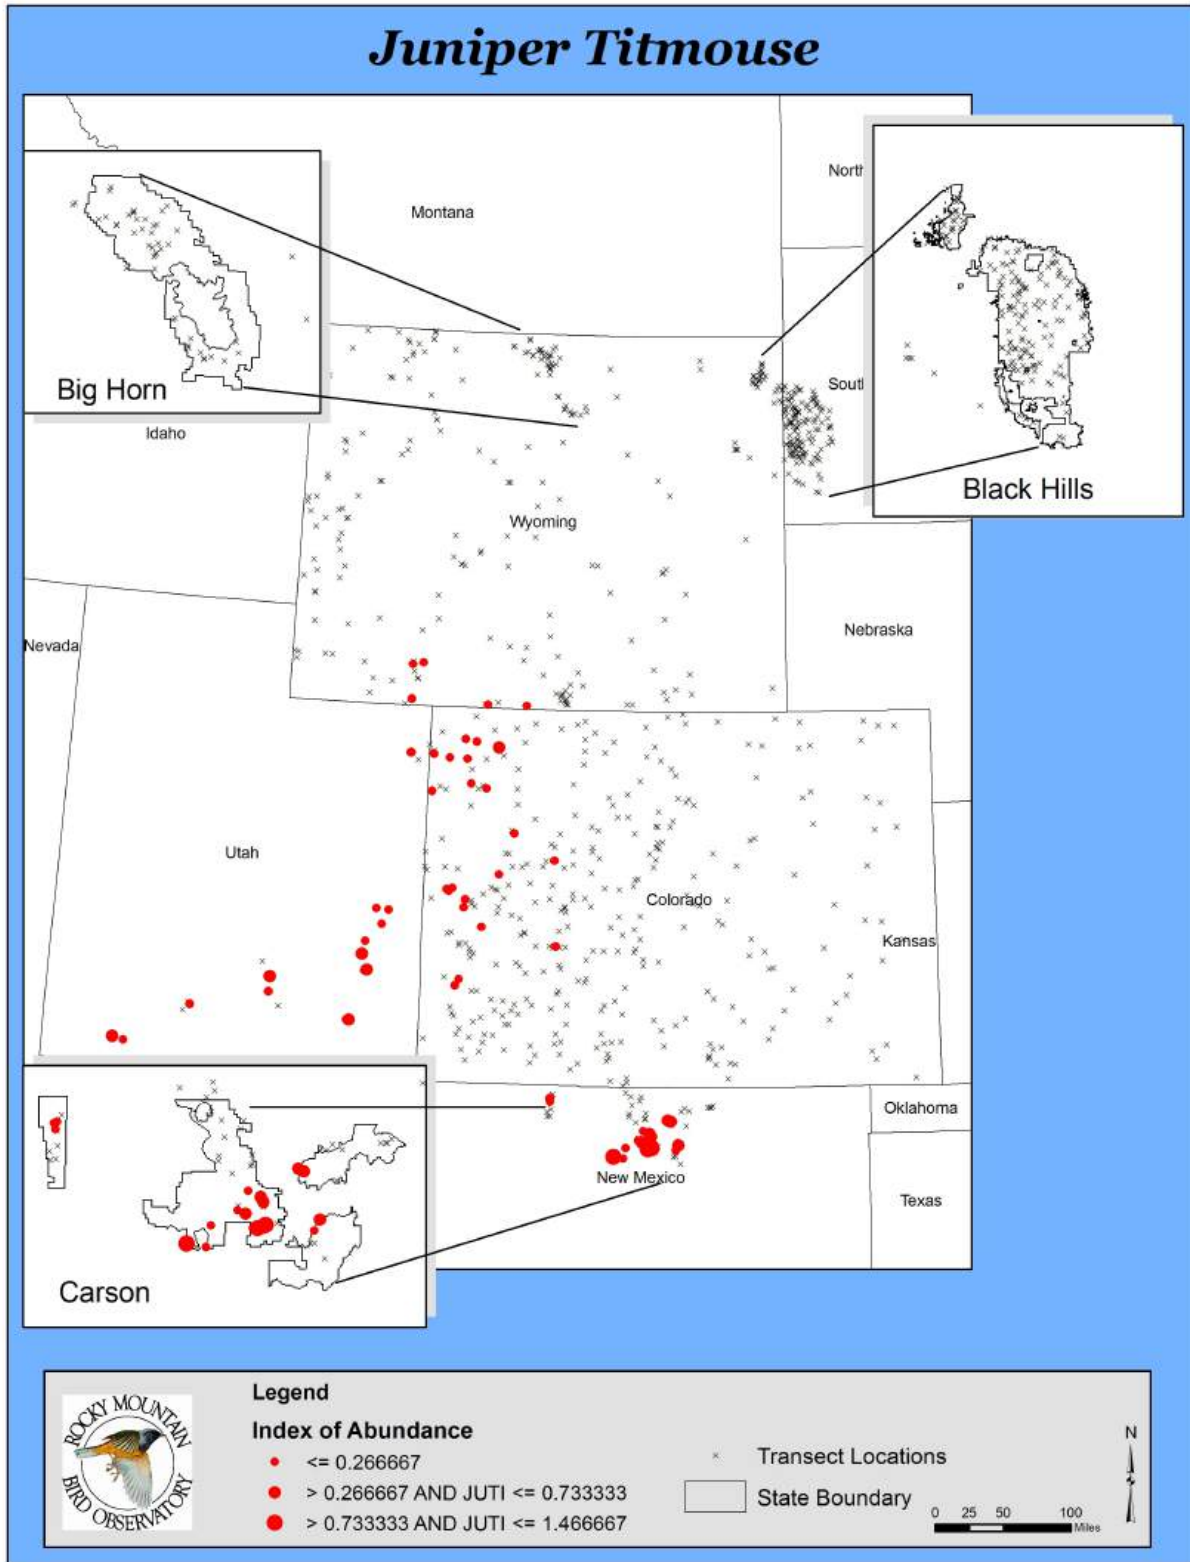 Juniper Titmouse
Montana
North
Big Horn
Idaho
South
Black Hills
Wyoming
Nevada
Nebraska
Utah
Colorado
Kansas
Oklahoma
New Mexico
Texas
Carson
ROCKY MOUNTAIN
BIRD OBSERVATORY
Legend
Index of Abundance
<= 0.266667
> 0.266667 AND JUTI <= 0.733333
> 0.733333 AND JUTI <= 1.466667
Transect Locations
State Boundary
N
0 25 50 100
Miles